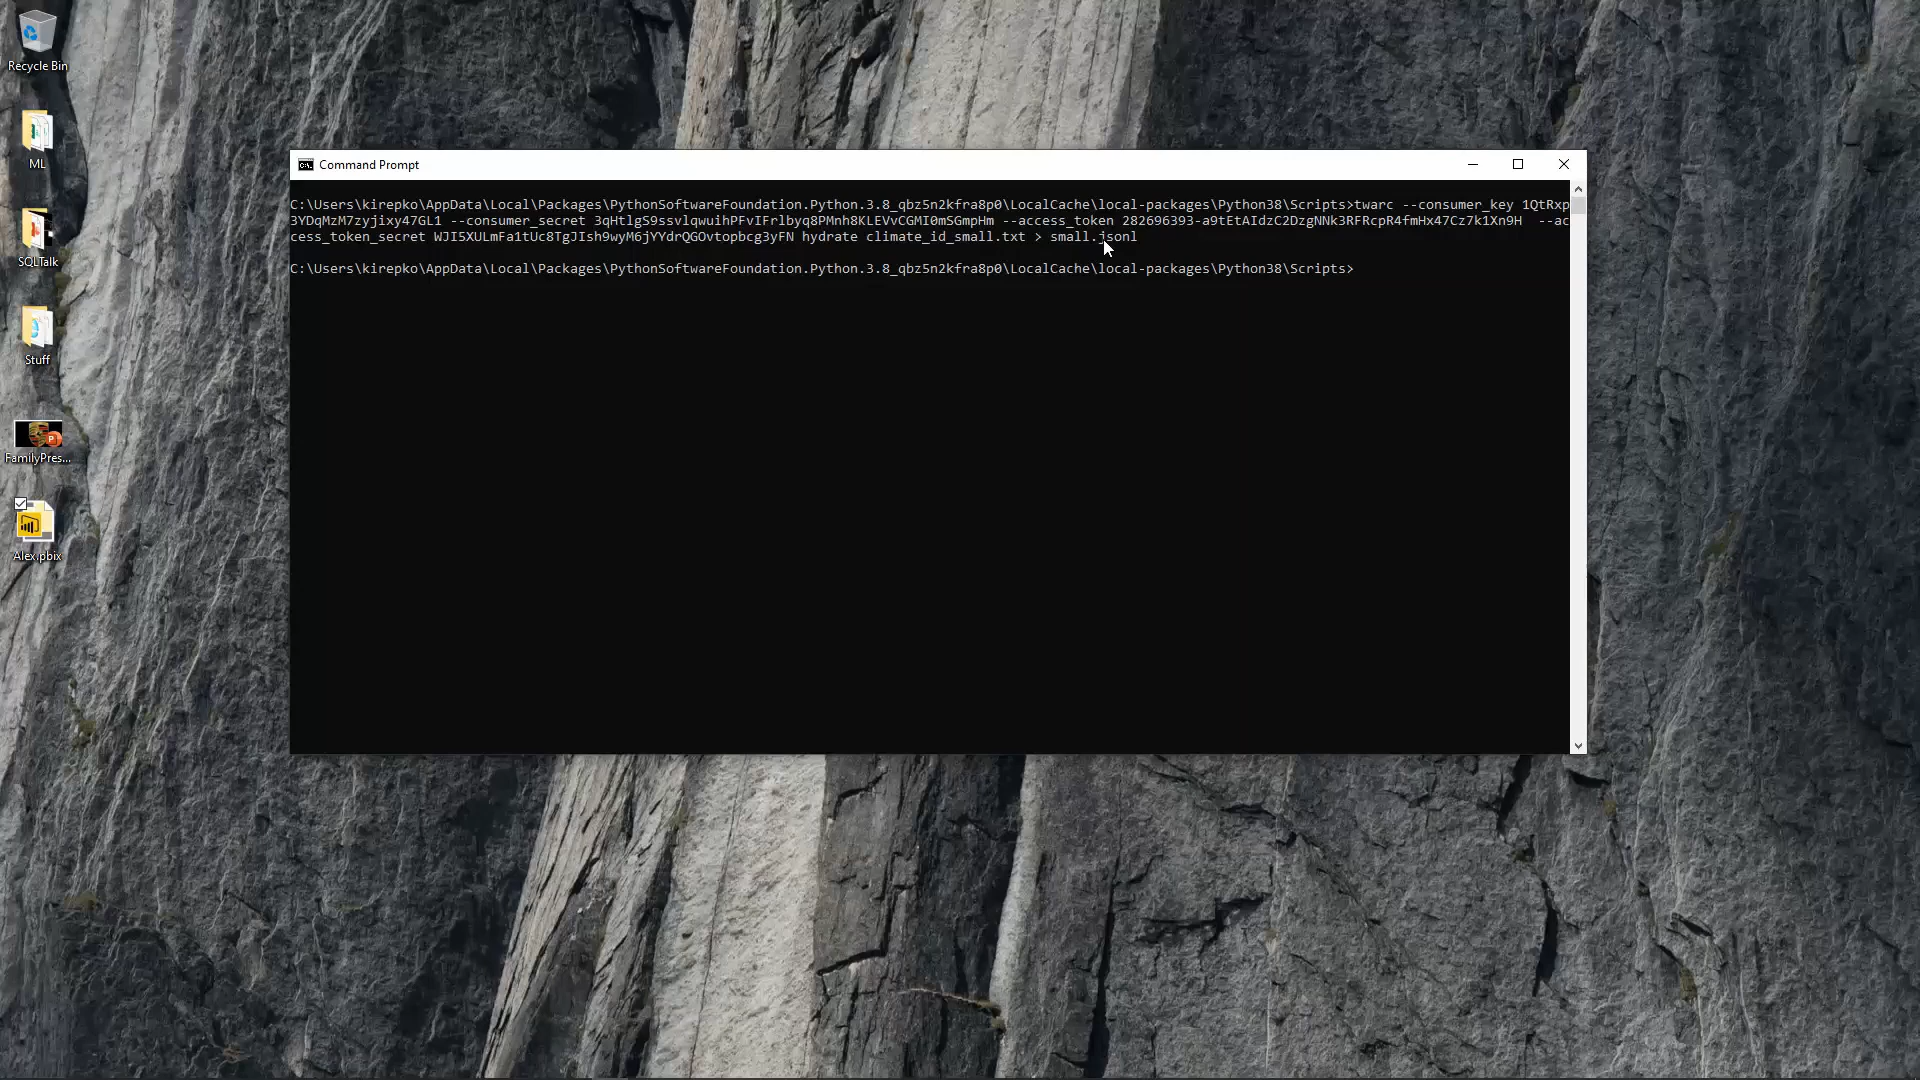 Recycle Bin
ML
SQLTalk
Stuff
FamilyPres...
Alex.pbix
Command Prompt
C:\Users\kirepko\AppData\Local\Packages\PythonSoftwareFoundation.Python.3.8_qbz5n2kfra8p0\LocalCache\local-packages\Python38\Scripts>twarc --consumer_key 1QtRxp
3YDqMzM7zyjixy47GL1 --consumer_secret 3qHtlgS9ssvlqwuihPFvIFrlbyq8PMnh8KLEVvCGMI0mSGmpHm --access_token 282696393-a9tEtAIdzC2DzgNNk3RFRcpR4fmHx47Cz7k1Xn9H  --ac
cess_token_secret WJI5XULmFa1tUc8TgJIsh9wyM6jYYdrQGOvtopbcg3yFN hydrate climate_id_small.txt > small.jsonl
C:\Users\kirepko\AppData\Local\Packages\PythonSoftwareFoundation.Python.3.8_qbz5n2kfra8p0\LocalCache\local-packages\Python38\Scripts>